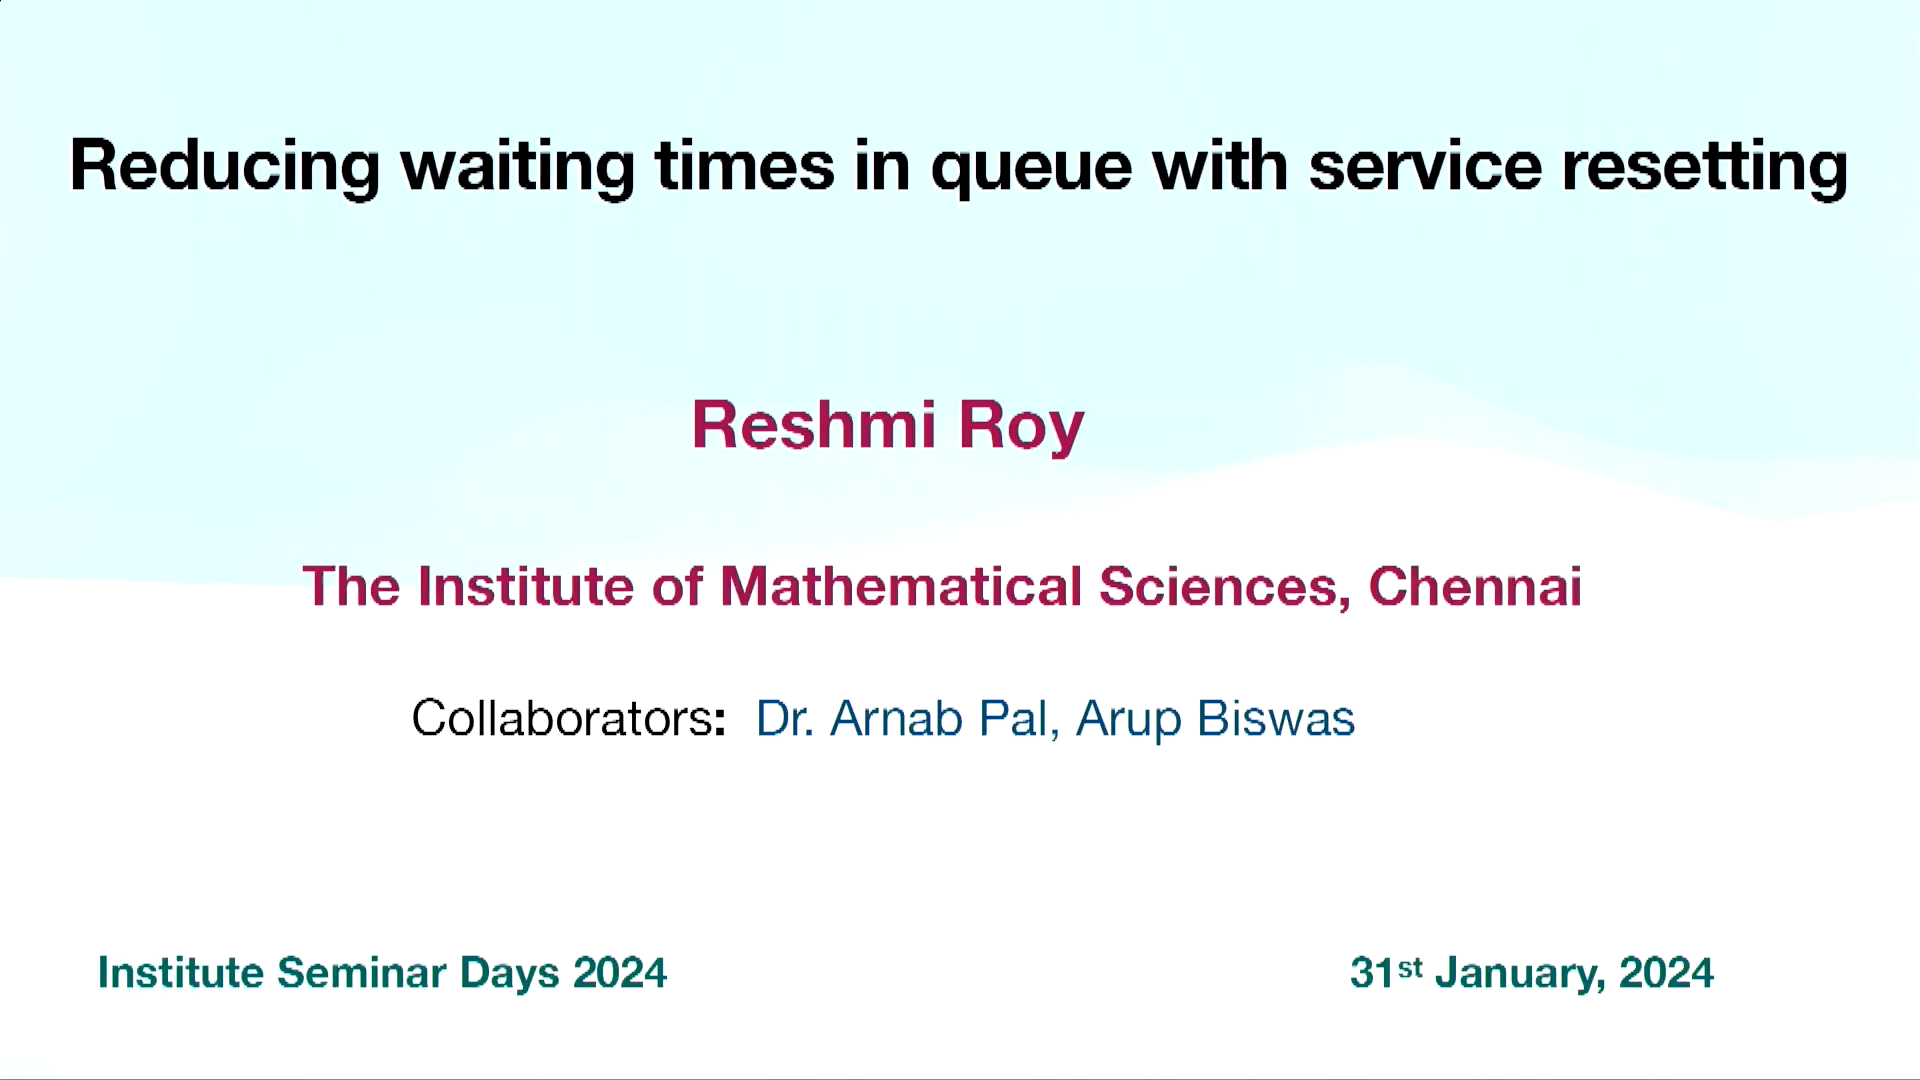 Reducing waiting times in queue with service resetting
Reshmi Roy
The Institute of Mathematical Sciences, Chennai
Collaborators: Dr. Arnab Pal, Arup Biswas
Institute Seminar Days 2024
31st January, 2024